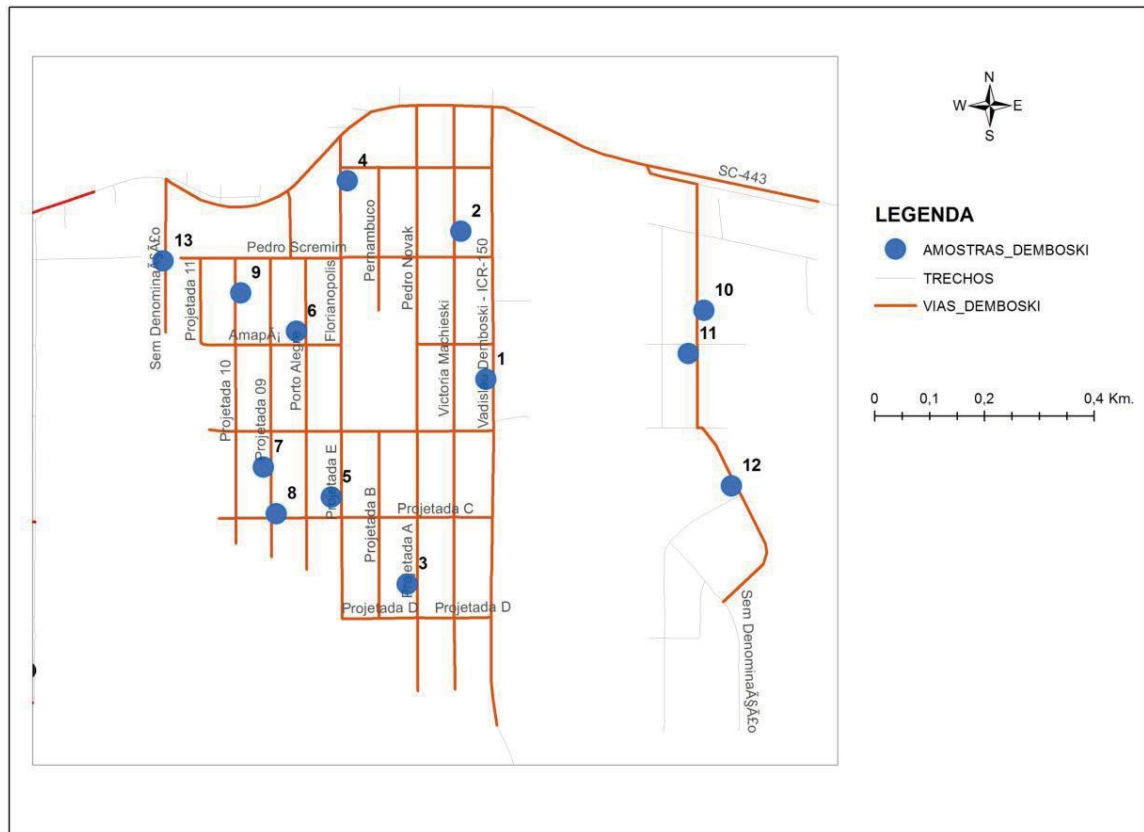 N
W E
S
SC-443
LEGENDA
AMOSTRAS_DEMBOSKI
TRECHOS
VIAS_DEMBOSKI
0 0,1 0,2 0,4 Km.
4
2
13
Pedro Scremim
Pernambuco
Pedro Novak
Vadislau Demboski - ICR-150
Sem DenominaÃ§Ã£o
Projetada 11
9
Florianopolis
6
AmapÃ¡
Porto Alegre
Victoria Machieski
1
10
11
Projetada 10
Projetada 09
7
8
5
Projetada E
Projetada B
Projetada C
12
Projetada A
3
Projetada D
Projetada D
Sem DenominaÃ§Ã£o